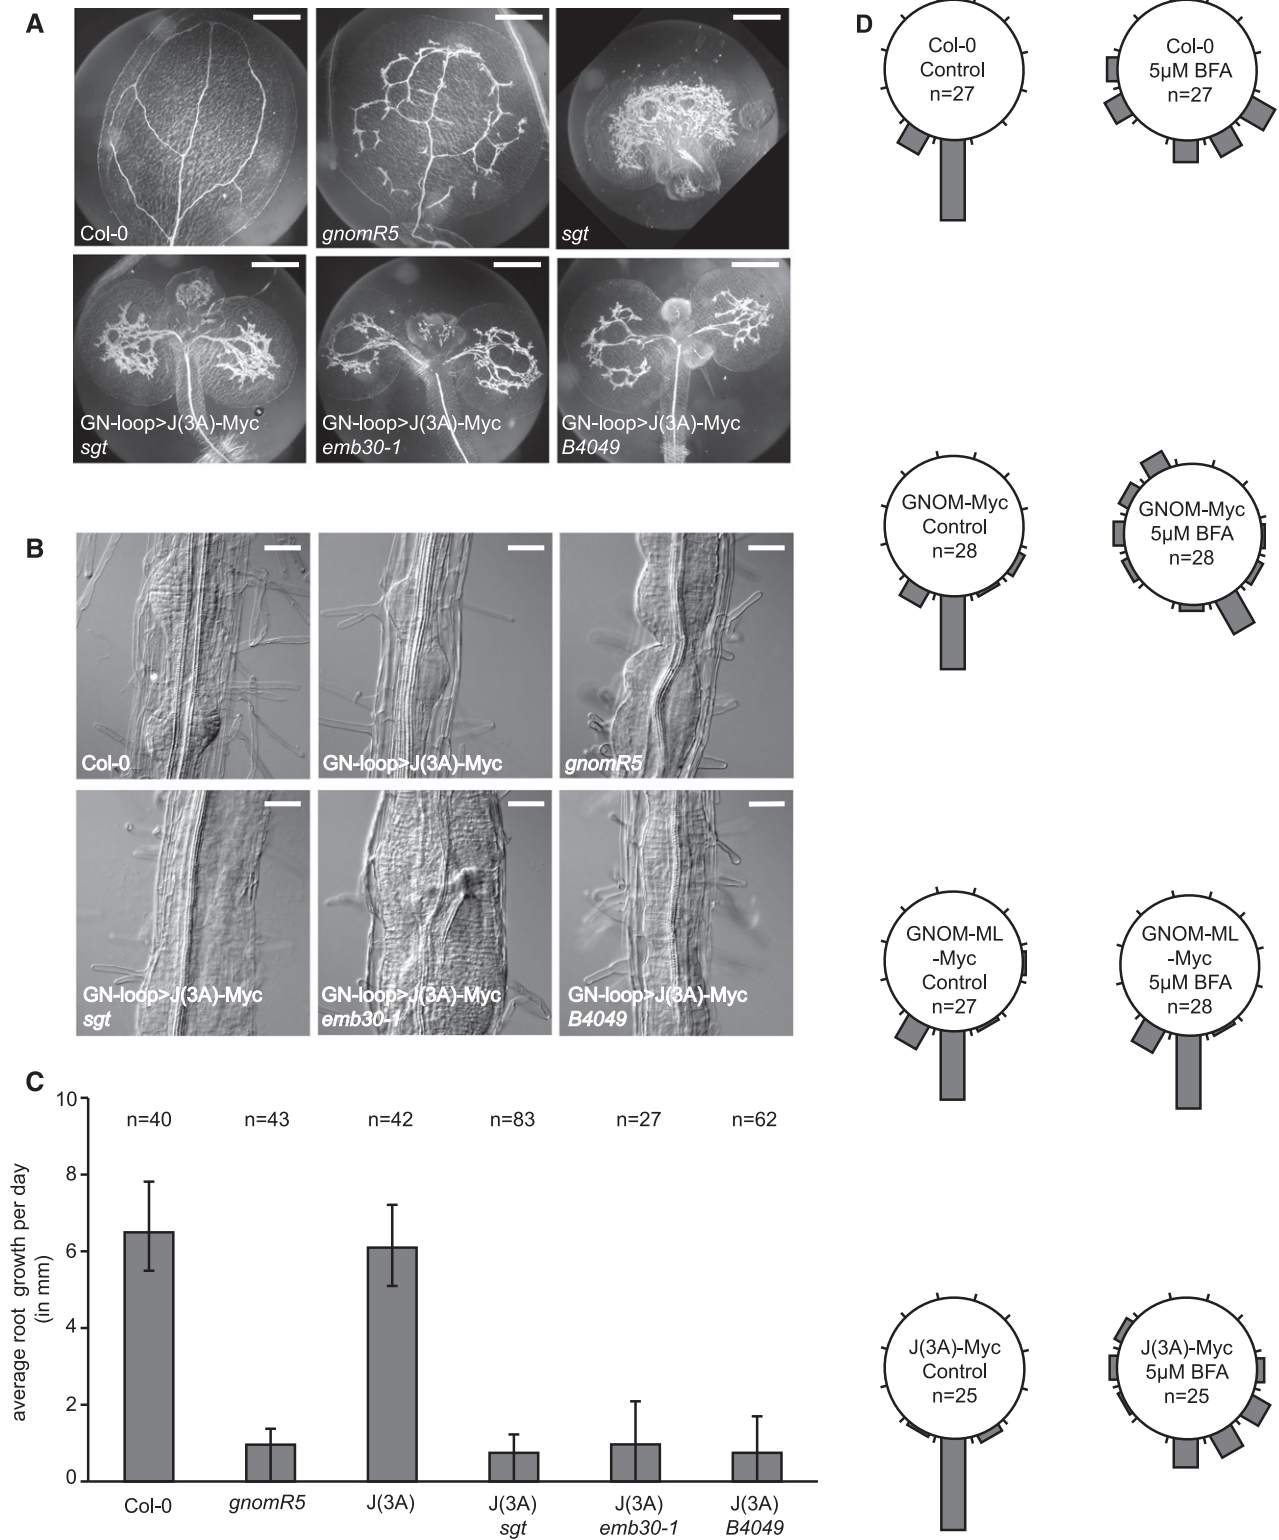 A
Col-0
gnomR5
sgt
GN-loop>J(3A)-Myc
sgt
GN-loop>J(3A)-Myc
emb30-1
GN-loop>J(3A)-Myc
B4049
B
Col-0
GN-loop>J(3A)-Myc
gnomR5
GN-loop>J(3A)-Myc
sgt
GN-loop>J(3A)-Myc
emb30-1
GN-loop>J(3A)-Myc
B4049
C
average root growth per day
(in mm)
10
8
6
4
2
0
n=40
n=43
n=42
n=83
n=27
n=62
Col-0
gnomR5
J(3A)
J(3A)
sgt
J(3A)
emb30-1
J(3A)
B4049
D
Col-0
Control
n=27
Col-0
5µM BFA
n=27
GNOM-Myc
Control
n=28
GNOM-Myc
5µM BFA
n=28
GNOM-ML
-Myc
Control
n=27
GNOM-ML
-Myc
5µM BFA
n=28
J(3A)-Myc
Control
n=25
J(3A)-Myc
5µM BFA
n=25